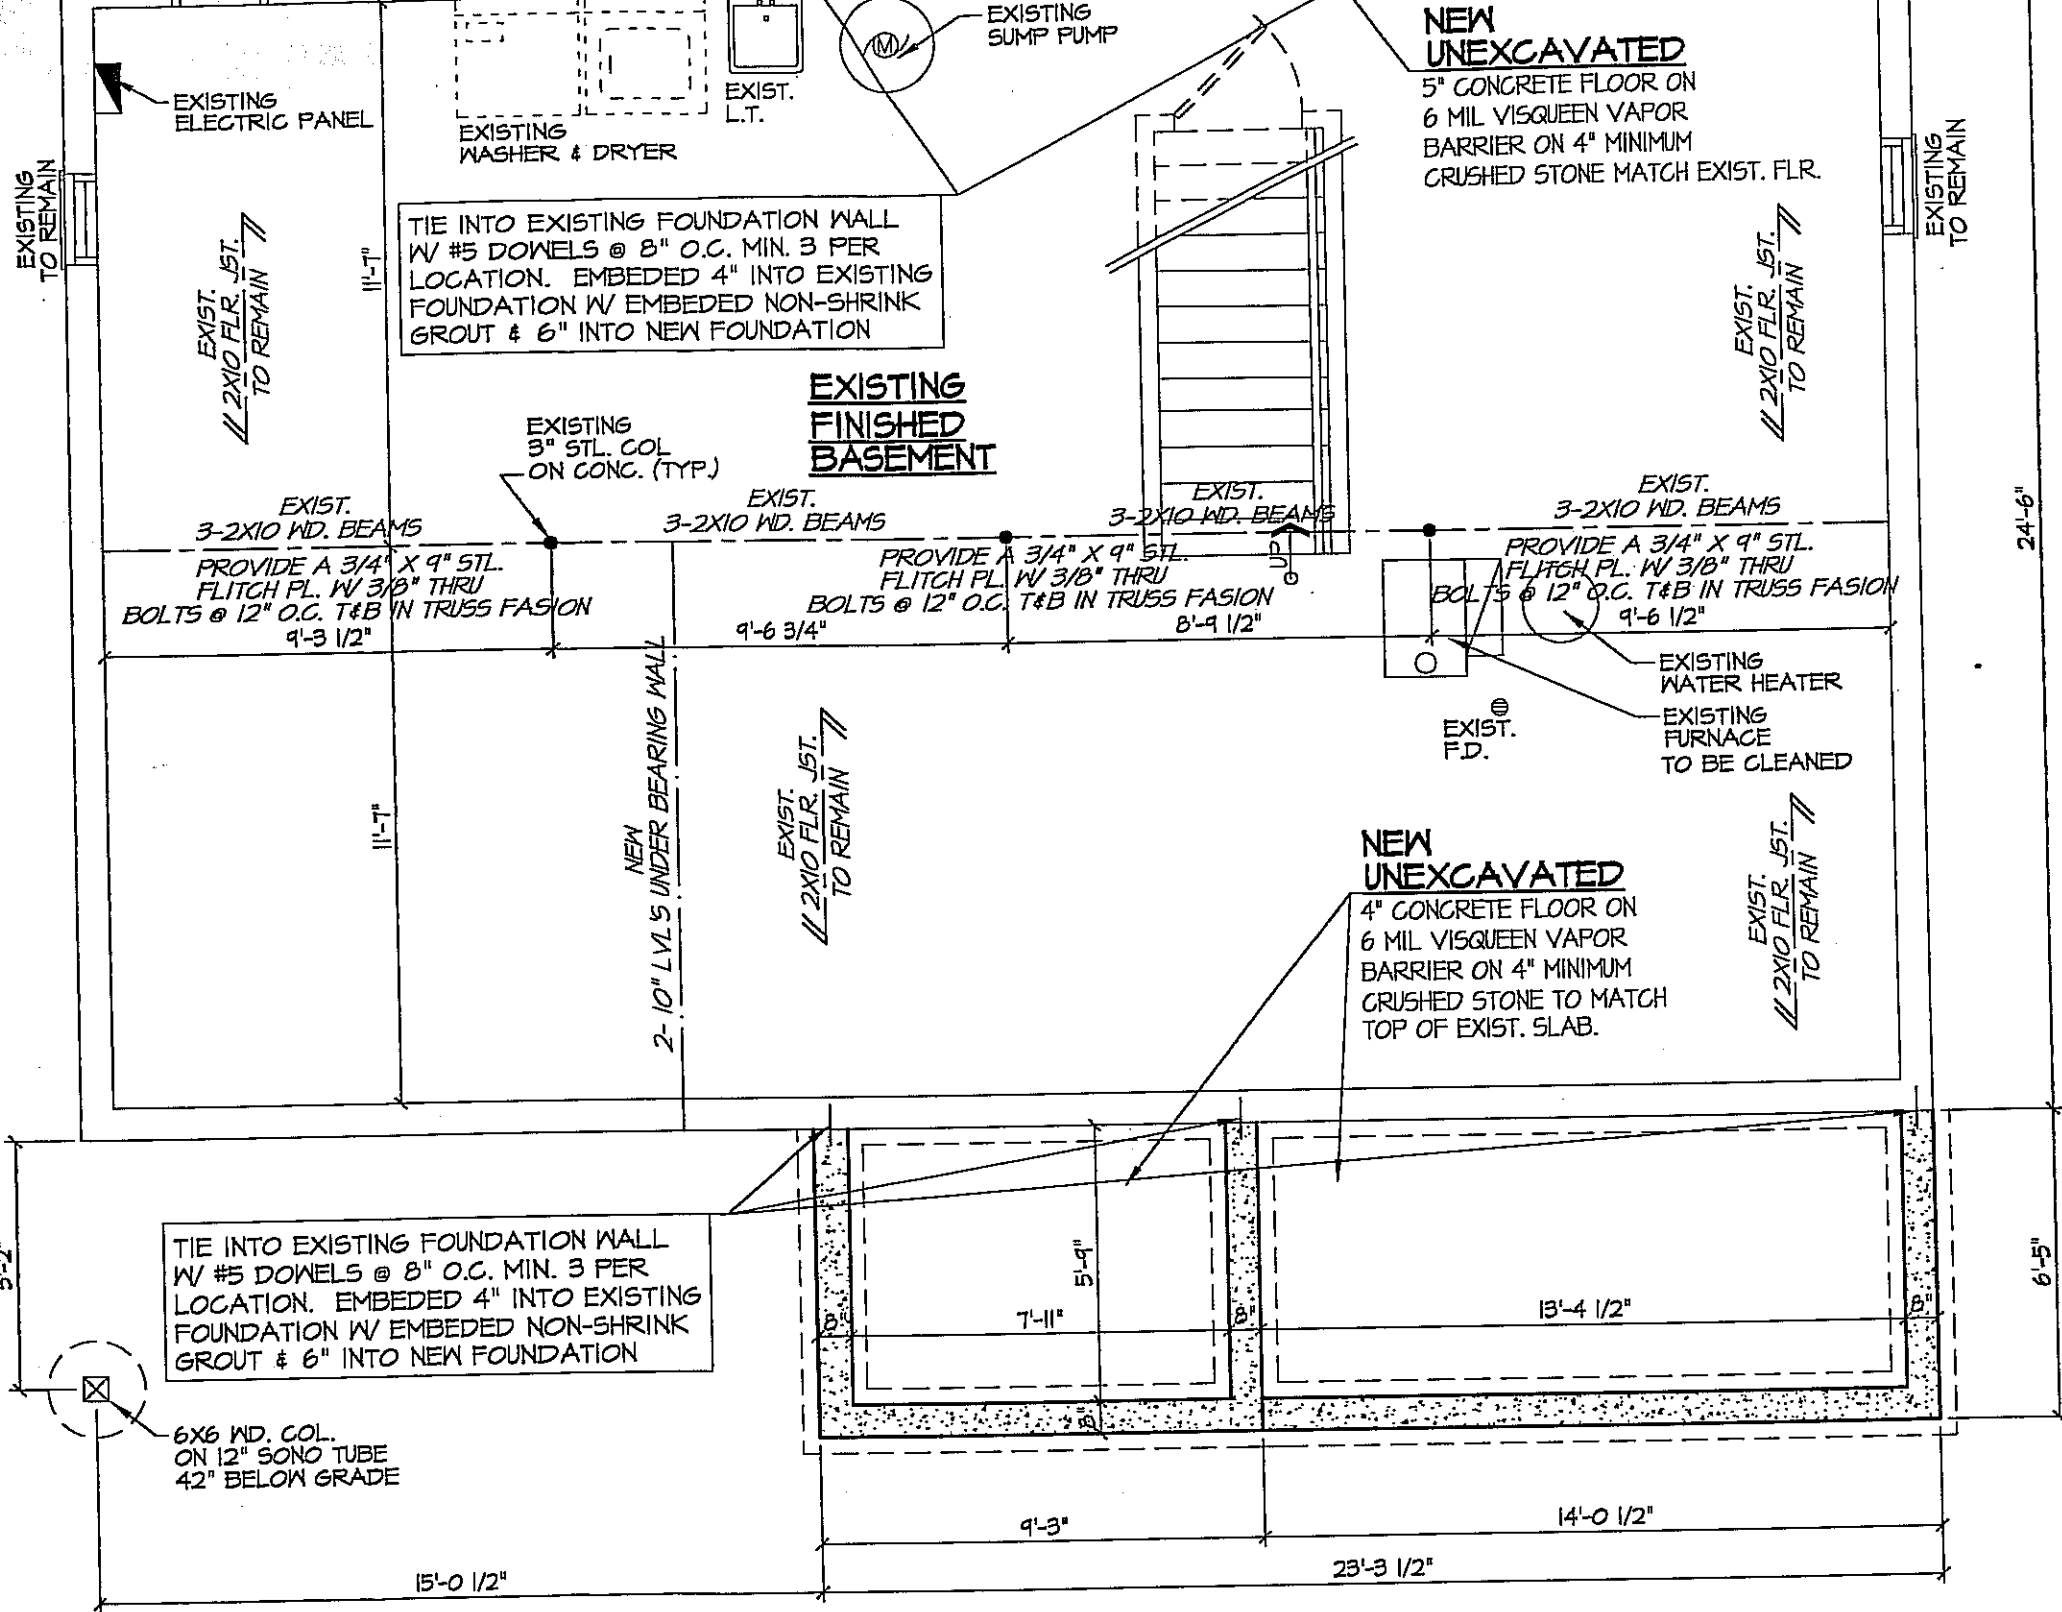 EXISTING
SUMP PUMP
NEW
UNEXCAVATED
5" CONCRETE FLOOR ON
6 MIL VISQUEEN VAPOR
BARRIER ON 4" MINIMUM
CRUSHED STONE MATCH EXIST. FLR.
EXISTING
ELECTRIC PANEL
EXISTING
WASHER & DRYER
EXIST.
L.T.
M
EXISTING
TO REMAIN
EXISTING
TO REMAIN
TIE INTO EXISTING FOUNDATION WALL
W/ #5 DOWELS @ 8" O.C. MIN. 3 PER
LOCATION. EMBEDED 4" INTO EXISTING
FOUNDATION W/ EMBEDED NON-SHRINK
GROUT & 6" INTO NEW FOUNDATION
11'-7"
EXIST.
2X10 FLR. JST.
TO REMAIN
EXIST.
2X10 FLR. JST.
TO REMAIN
EXISTING
FINISHED
BASEMENT
EXISTING
3" STL. COL
ON CONC. (TYP.)
EXIST.
3-2X10 WD. BEAMS
EXIST.
3-2X10 WD. BEAMS
EXIST.
3-2X10 WD. BEAMS
EXIST.
3-2X10 WD. BEAMS
24'-6"
PROVIDE A 3/4" X 9" STL.
FLITCH PL. W/ 3/8" THRU
BOLTS @ 12" O.C. T&B IN TRUSS FASION
PROVIDE A 3/4" X 9" STL.
FLITCH PL. W/ 3/8" THRU
BOLTS @ 12" O.C. T&B IN TRUSS FASION
UP
PROVIDE A 3/4" X 9" STL.
FLITCH PL. W/ 3/8" THRU
BOLTS @ 12" O.C. T&B IN TRUSS FASION
9'-3 1/2"
9'-6 3/4"
8'-9 1/2"
9'-6 1/2"
EXISTING
WATER HEATER
EXISTING
FURNACE
TO BE CLEANED
EXIST.
F.D.
11'-7"
NEW
2- 10" LVL'S UNDER BEARING WALL
EXIST.
2X10 FLR. JST.
TO REMAIN
EXIST.
2X10 FLR. JST.
TO REMAIN
NEW
UNEXCAVATED
4" CONCRETE FLOOR ON
6 MIL VISQUEEN VAPOR
BARRIER ON 4" MINIMUM
CRUSHED STONE TO MATCH
TOP OF EXIST. SLAB.
TIE INTO EXISTING FOUNDATION WALL
W/ #5 DOWELS @ 8" O.C. MIN. 3 PER
LOCATION. EMBEDED 4" INTO EXISTING
FOUNDATION W/ EMBEDED NON-SHRINK
GROUT & 6" INTO NEW FOUNDATION
5'-9"
6'-5"
8"
7'-11"
8"
13'-4 1/2"
8"
8"
6X6 WD. COL.
ON 12" SONO TUBE
42" BELOW GRADE
9'-3"
14'-0 1/2"
15'-0 1/2"
23'-3 1/2"